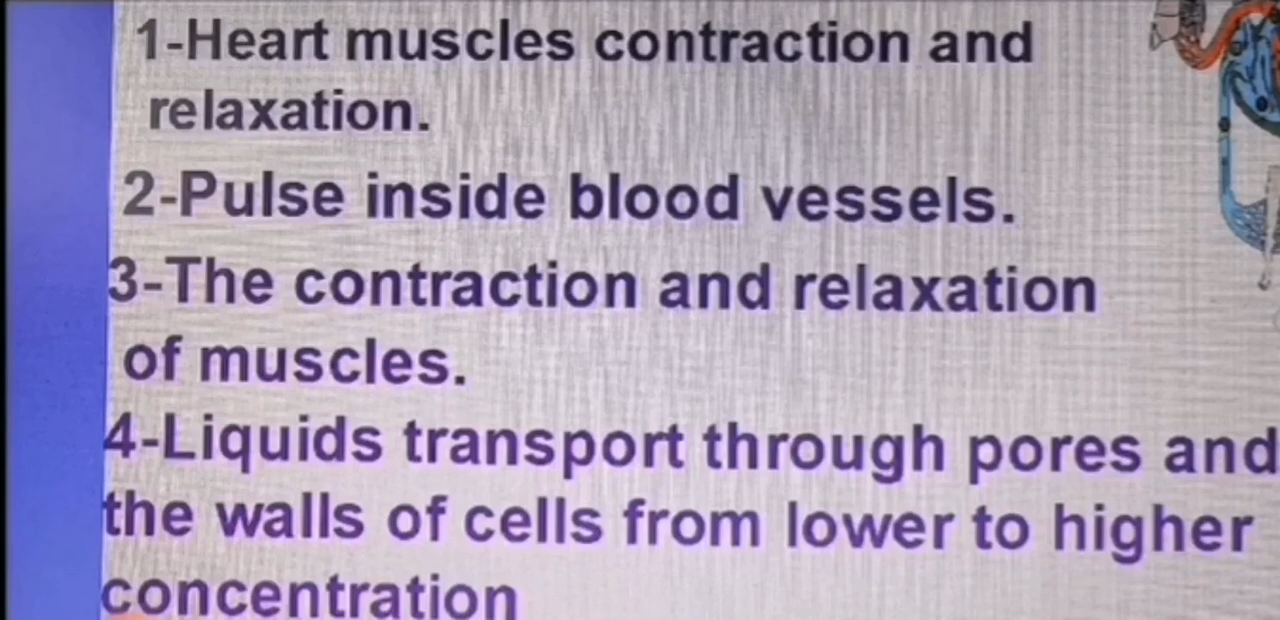 1-Heart muscles contraction and
relaxation.
2-Pulse inside blood vessels.
3-The contraction and relaxation
of muscles.
4-Liquids transport through pores and
the walls of cells from lower to higher
concentration